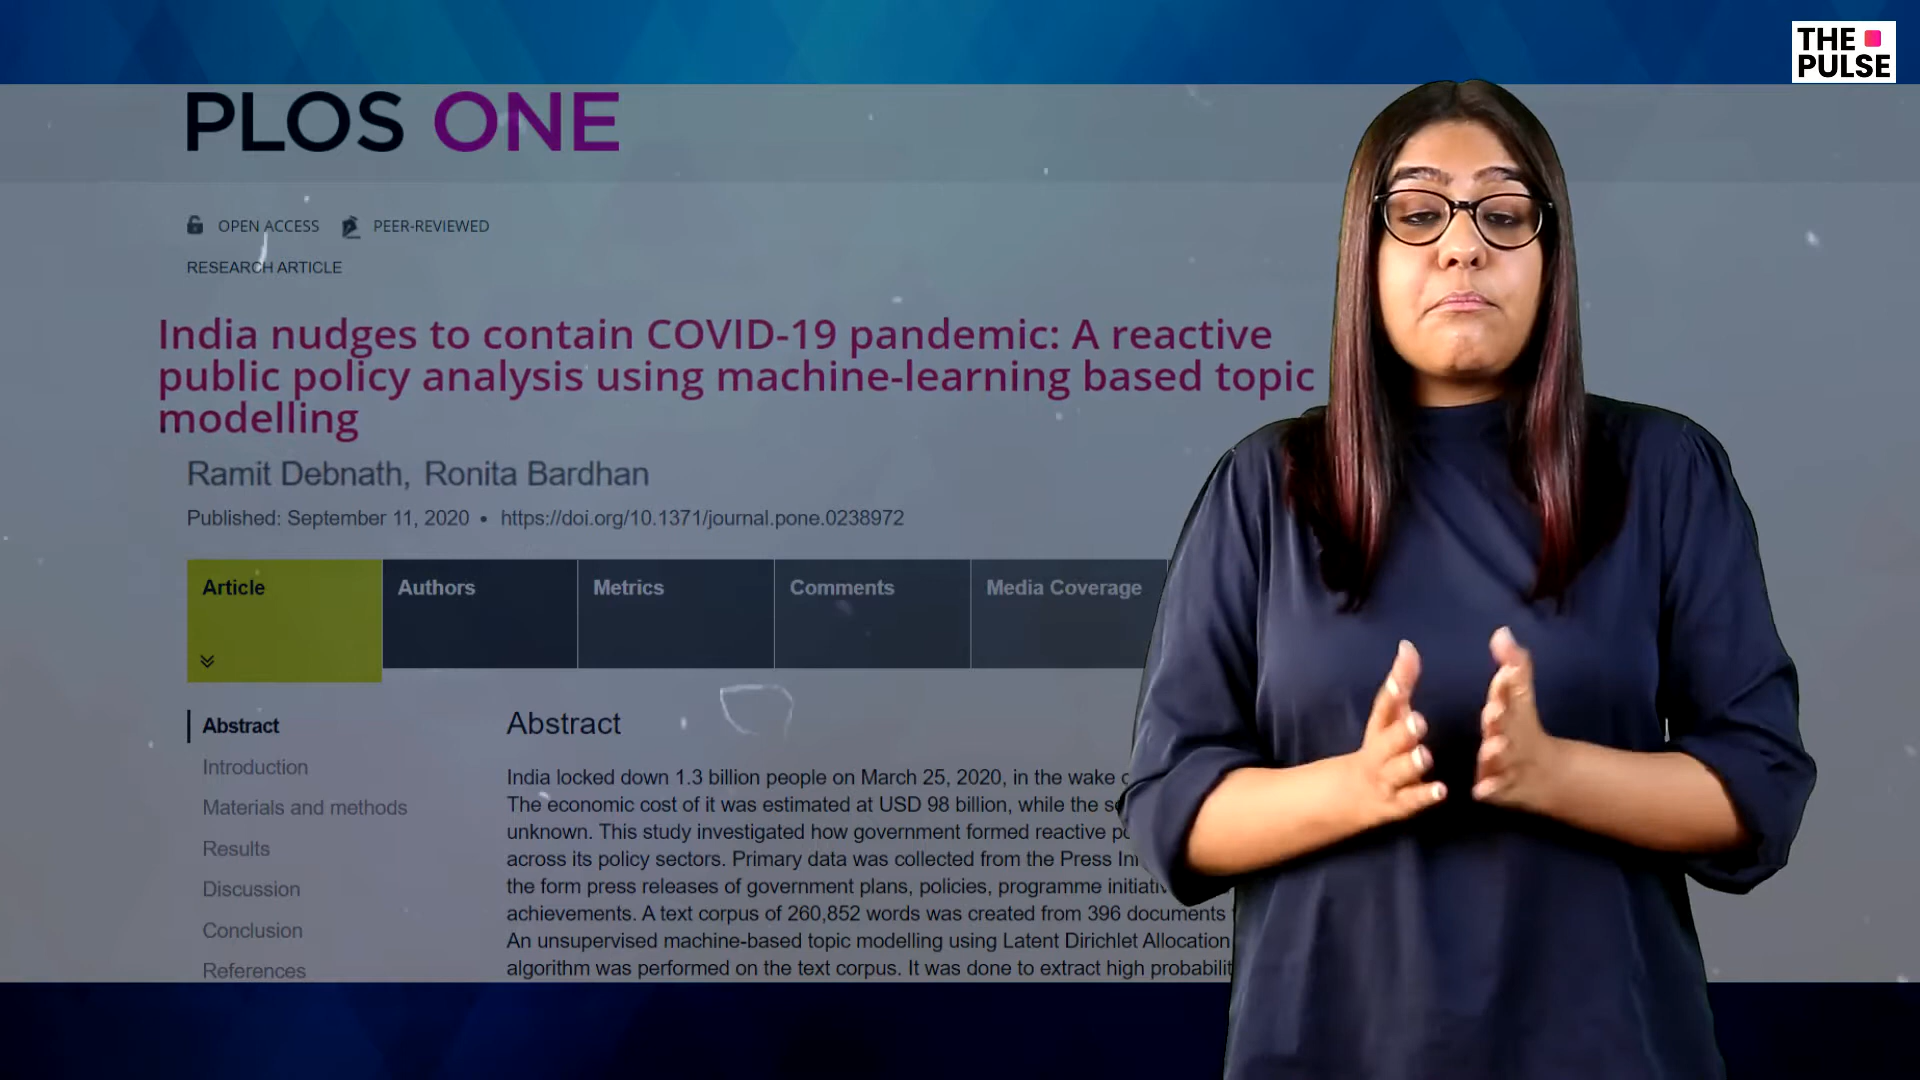 THE
PULSE
PLOS ONE
OPEN ACCESS PEER-REVIEWED
RESEARCH ARTICLE
India nudges to contain COVID-19 pandemic: A reactive
public policy analysis using machine-learning based topic
modelling
Ramit Debnath, Ronita Bardhan
Published: September 11, 2020 • https://doi.org/10.1371/journal.pone.0238972
Article Authors Metrics Comments Media Coverage
Abstract
Introduction
Materials and methods
Results
Discussion
Conclusion
References
Abstract
India locked down 1.3 billion people on March 25, 2020, in the wake
The economic cost of it was estimated at USD 98 billion, while the
unknown. This study investigated how government formed reactive
across its policy sectors. Primary data was collected from the Press
the form press releases of government plans, policies, programme
achievements. A text corpus of 260,852 words was created from 396 documents
An unsupervised machine-based topic modelling using Latent Dirichlet Allocation
algorithm was performed on the text corpus. It was done to extract high